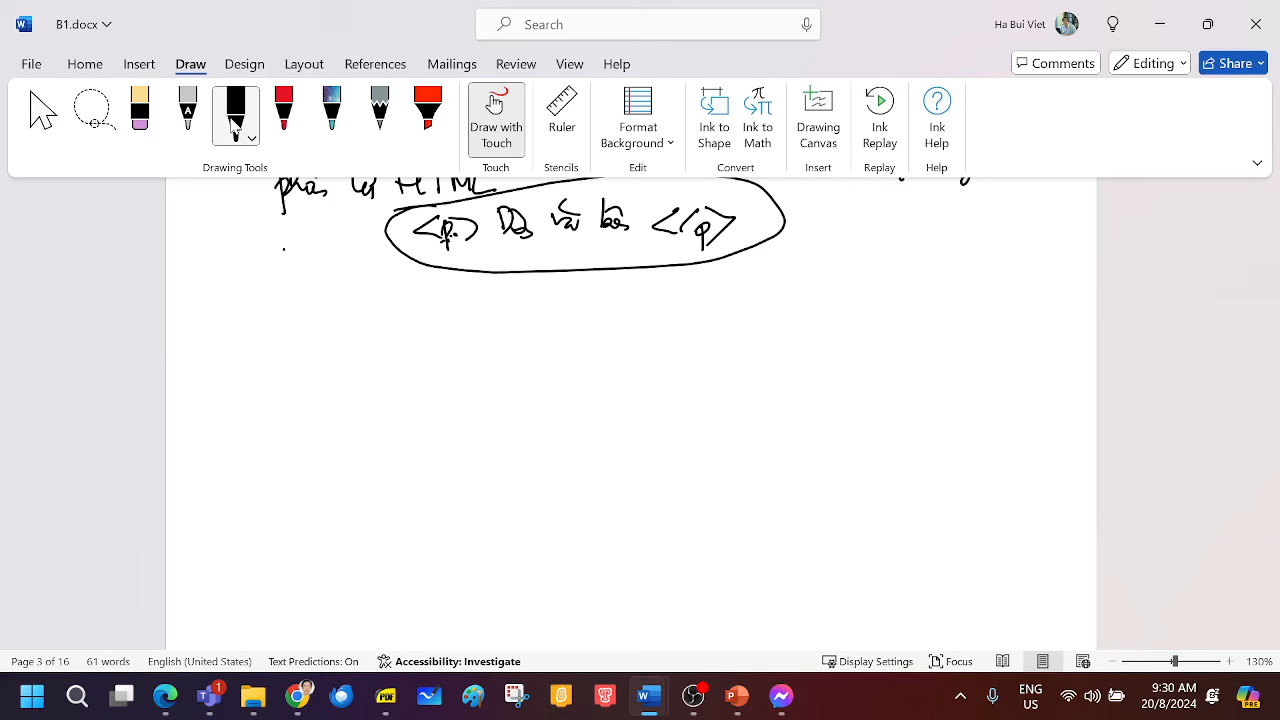 B1.docx
Search
Ha Bui Viet
File Home Insert Draw Design Layout References Review Mailings View Help
Comments Editing Share
Draw with Touch
Ruler
Format Background
Ink to Shape
Ink to Math
Drawing Canvas
Ink Replay
Ink Help
Drawing Tools Touch Stencils Edit Convert Insert Replay Help
HTML
<p> văn bản </p>
Page 3 of 16 61 words English (United States) Text Predictions: On Accessibility: Investigate Display Settings Focus 130%
1
PDF
ENG
US
9:30 AM
20/8/2024
PRE